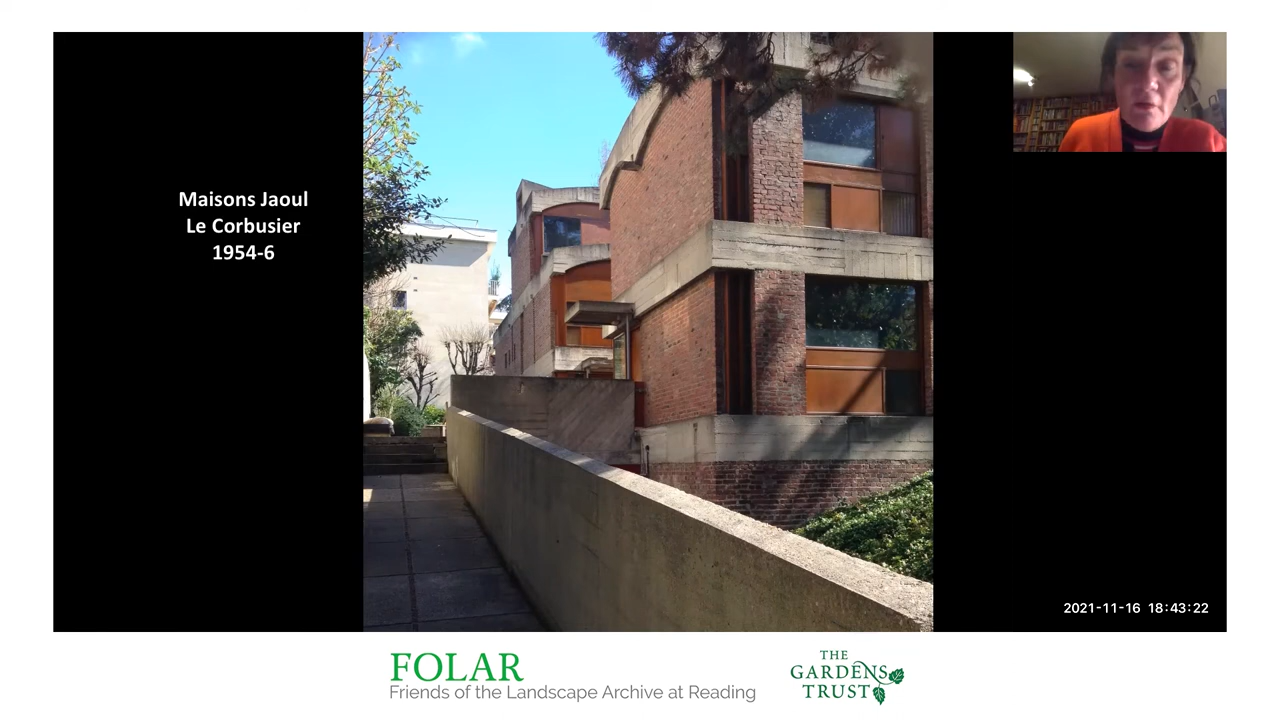 Maisons Jaoul
Le Corbusier
1954-6
2021-11-16 18:43:22
FOLAR
Friends of the Landscape Archive at Reading
THE
GARDENS
TRUST